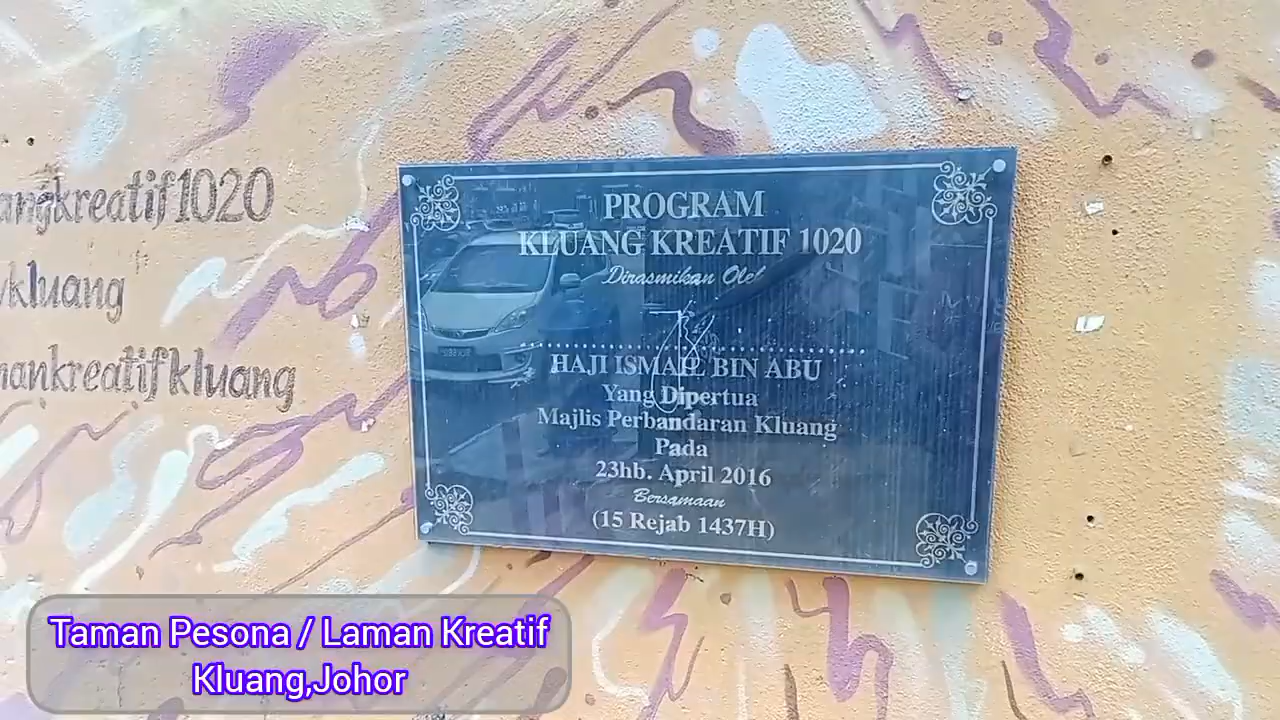 angkreatif1020
kluang
nankreatifkluang
PROGRAM
KLUANG KREATIF 1020
Dirasmikan Oleh
HAJI ISMAIL BIN ABU
Yang Dipertua
Majlis Perbandaran Kluang
Pada
23hb. April 2016
Bersamaan
(15 Rejab 1437H)
Taman Pesona / Laman Kreatif
Kluang,Johor